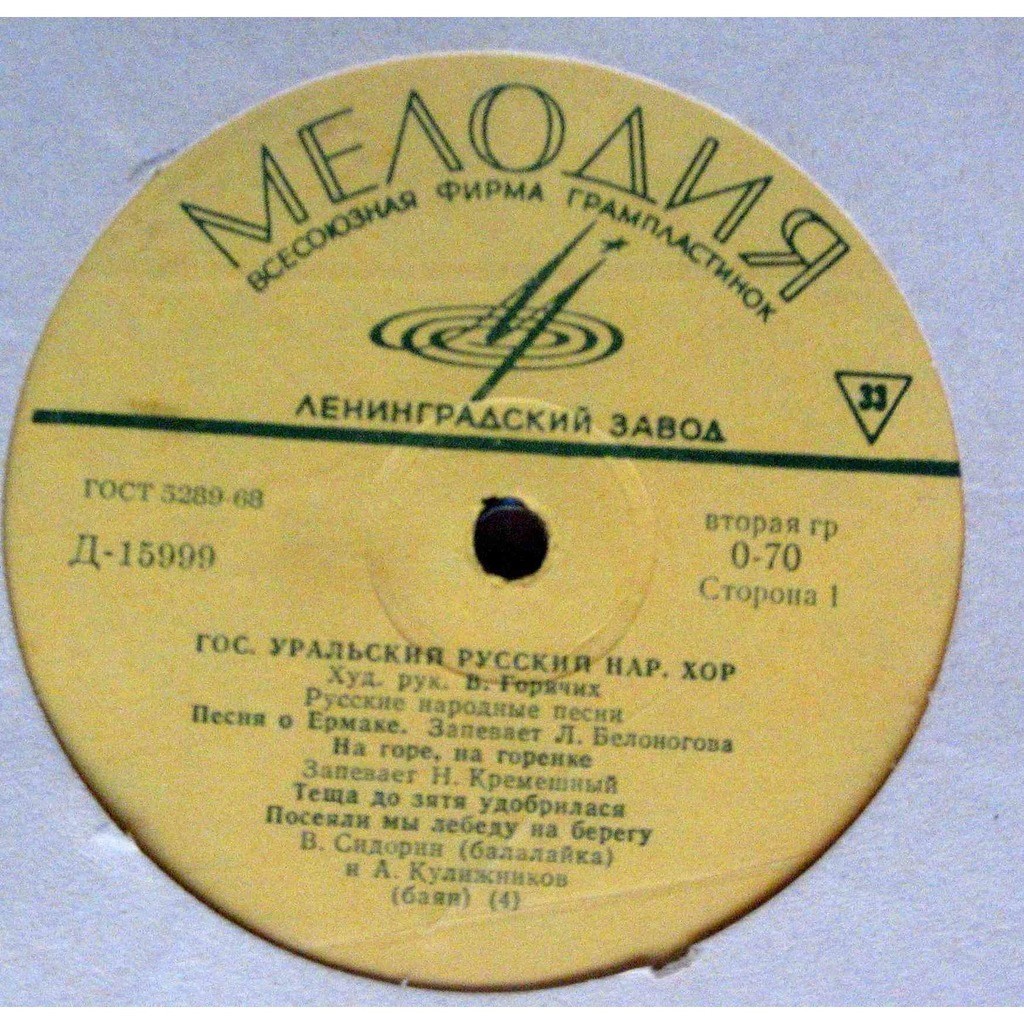 МЕЛОДИЯ
ВСЕСОЮЗНАЯ ФИРМА ГРАМПЛАСТИНОК
33
ЛЕНИНГРАДСКИЙ ЗАВОД
ГОСТ 5289-68
Д-15999
вторая гр
0-70
Сторона 1
ГОС. УРАЛЬСКИЙ РУССКИЙ НАР. ХОР
Худ. рук. В. Горячих
Русские народные песни
Песня о Ермаке. Запевает Л. Белоногова
На горе, на горенке
Запевает Н. Кремешный
Теща до зятя удобрилася
Посеяли мы лебеду на берегу
В. Сидорин (балалайка)
и А. Кулижников
(баян) (4)